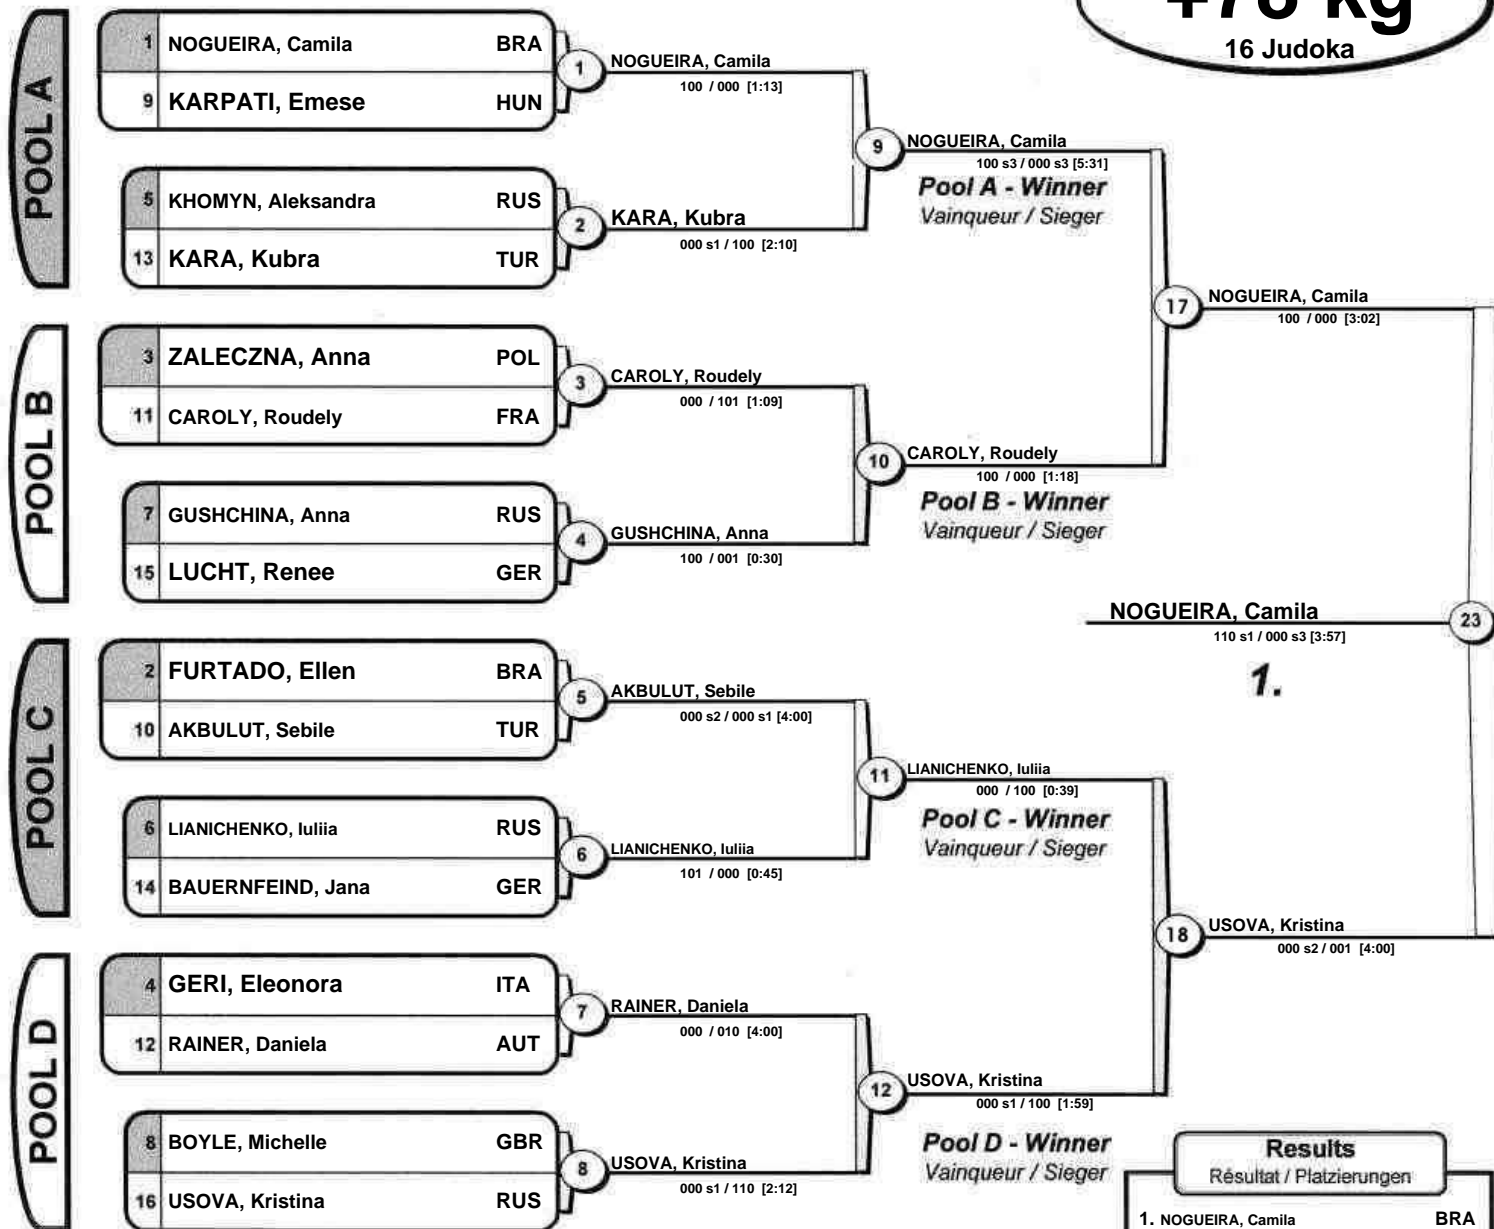 +78 kg
16 Judoka
POOL A
1 NOGUEIRA, Camila BRA
9 KARPATI, Emese HUN
1
NOGUEIRA, Camila
100 / 000 [1:13]
5 KHOMYN, Aleksandra RUS
13 KARA, Kubra TUR
2
KARA, Kubra
000 s1 / 100 [2:10]
9
NOGUEIRA, Camila
100 s3 / 000 s3 [5:31]
Pool A - Winner
Vainqueur / Sieger
POOL B
3 ZALECZNA, Anna POL
11 CAROLY, Roudely FRA
3
CAROLY, Roudely
000 / 101 [1:09]
7 GUSHCHINA, Anna RUS
15 LUCHT, Renee GER
4
GUSHCHINA, Anna
100 / 001 [0:30]
10
CAROLY, Roudely
100 / 000 [1:18]
Pool B - Winner
Vainqueur / Sieger
17
NOGUEIRA, Camila
100 / 000 [3:02]
NOGUEIRA, Camila
23
110 s1 / 000 s3 [3:57]
1.
POOL C
2 FURTADO, Ellen BRA
10 AKBULUT, Sebile TUR
5
AKBULUT, Sebile
000 s2 / 000 s1 [4:00]
6 LIANICHENKO, Iuliia RUS
14 BAUERNFEIND, Jana GER
6
LIANICHENKO, Iuliia
101 / 000 [0:45]
11
LIANICHENKO, Iuliia
000 / 100 [0:39]
Pool C - Winner
Vainqueur / Sieger
POOL D
4 GERI, Eleonora ITA
12 RAINER, Daniela AUT
7
RAINER, Daniela
000 / 010 [4:00]
8 BOYLE, Michelle GBR
16 USOVA, Kristina RUS
8
USOVA, Kristina
000 s1 / 110 [2:12]
12
USOVA, Kristina
000 s1 / 100 [1:59]
Pool D - Winner
Vainqueur / Sieger
18
USOVA, Kristina
000 s2 / 001 [4:00]
Results
Résultat / Platzierungen
1. NOGUEIRA, Camila BRA